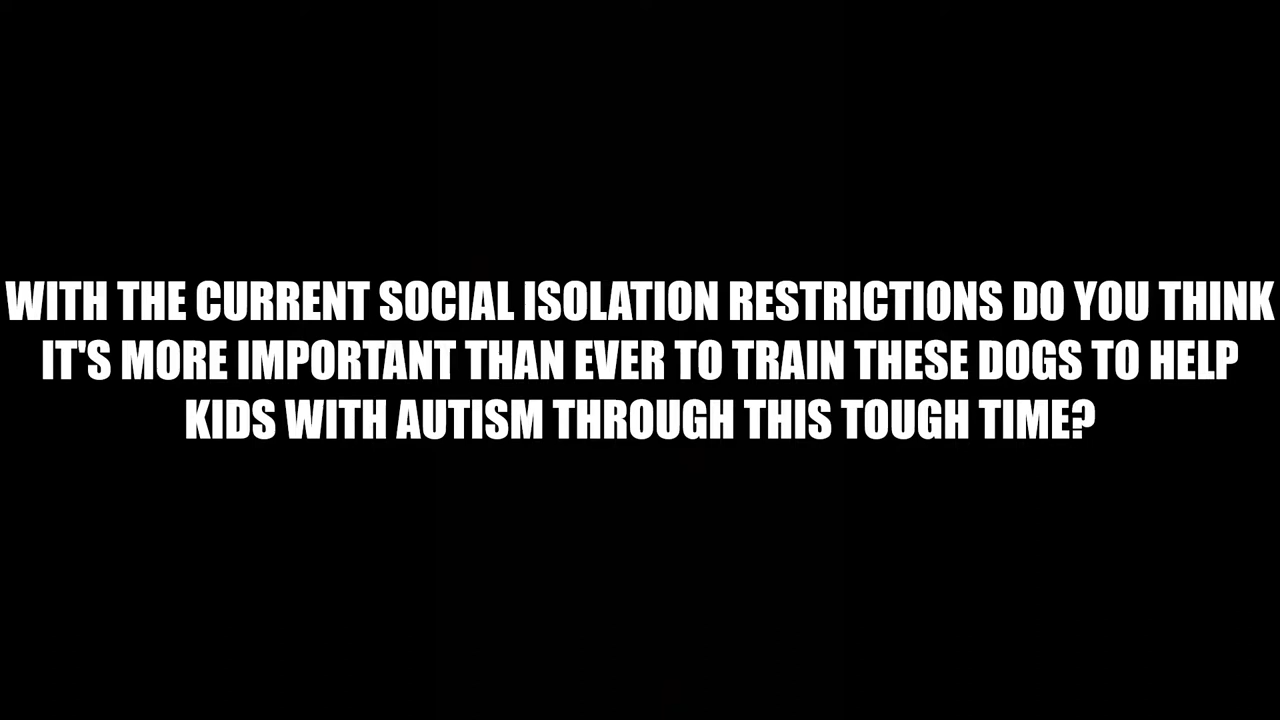 WITH THE CURRENT SOCIAL ISOLATION RESTRICTIONS DO YOU THINK
IT'S MORE IMPORTANT THAN EVER TO TRAIN THESE DOGS TO HELP
KIDS WITH AUTISM THROUGH THIS TOUGH TIME?